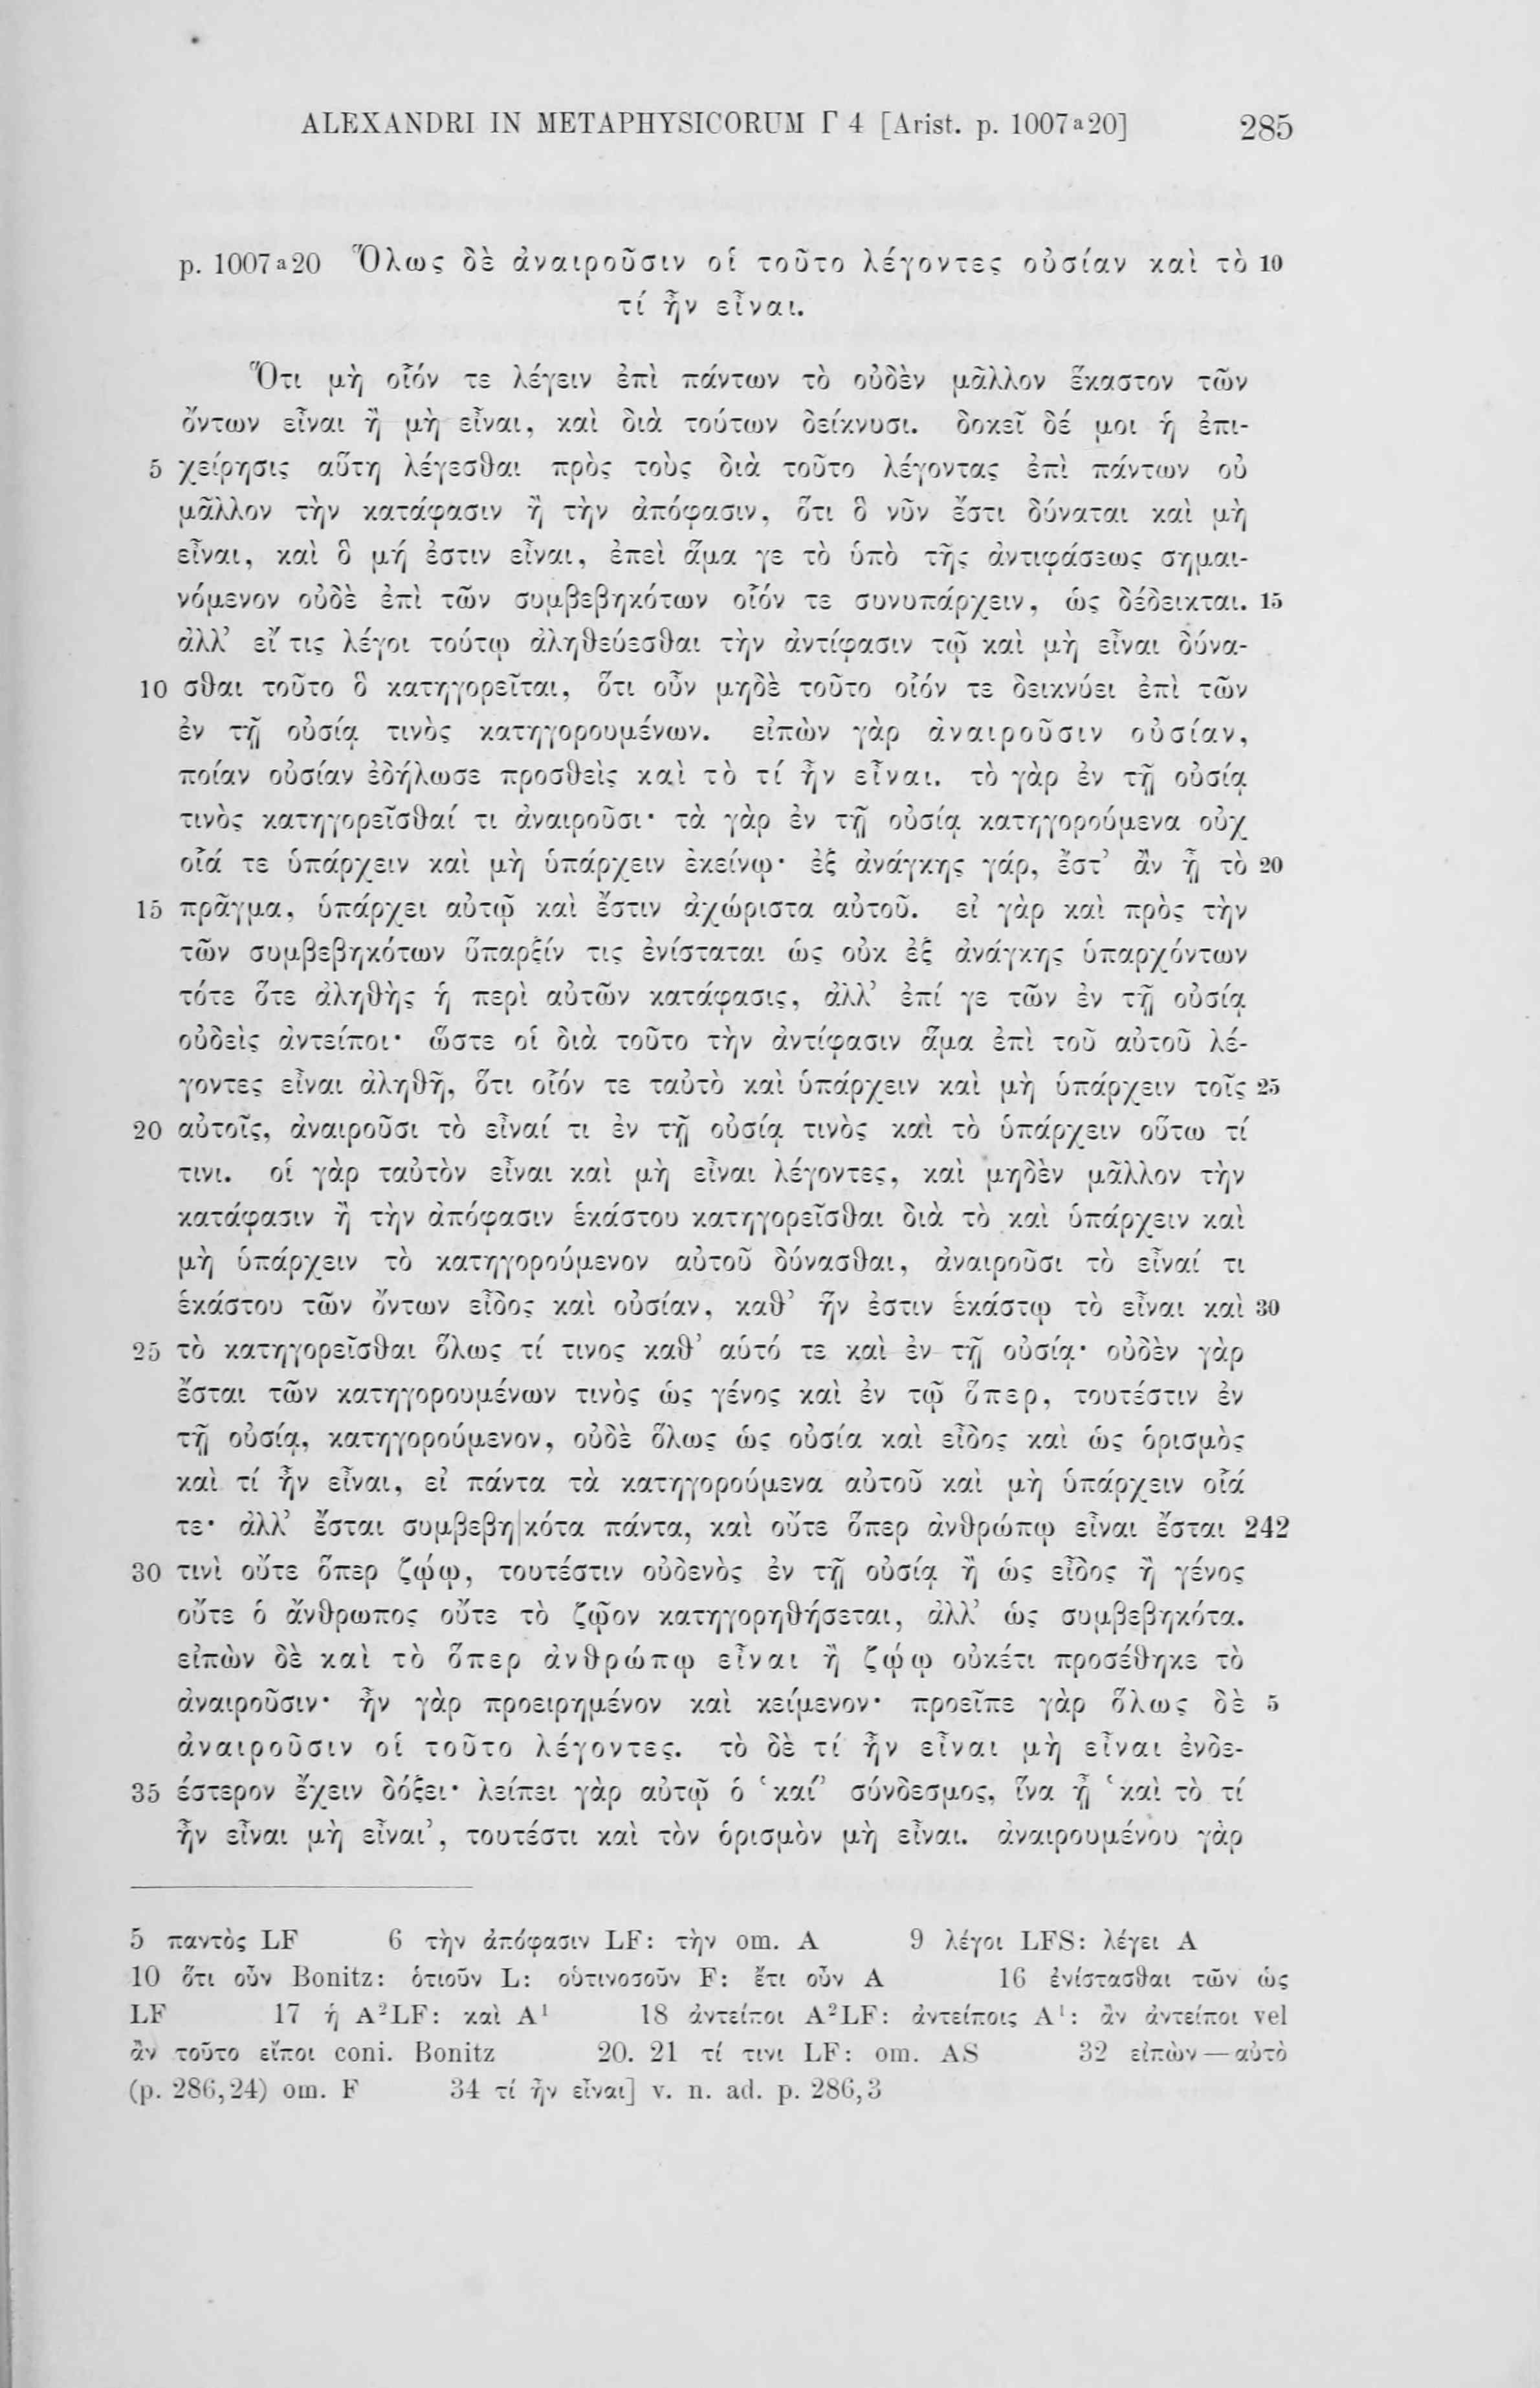 ALEXANDRI IN METAPHYSICORUM Γ 4 [Arist. p. 1007a20] 285
p. 1007a20 Ὅλως δὲ ἀναιροῦσιν οἱ τοῦτο λέγοντες οὐσίαν καὶ τὸ 10
τί ἦν εἶναι.
Ὅτι μὴ οἷόν τε λέγειν ἐπὶ πάντων τὸ οὐδὲν μᾶλλον ἕκαστον τῶν
ὄντων εἶναι ἢ μὴ εἶναι, καὶ διὰ τούτων δείκνυσι. δοκεῖ δέ μοι ἡ ἐπι-
5 χείρησις αὕτη λέγεσθαι πρὸς τοὺς διὰ τοῦτο λέγοντας ἐπὶ πάντων οὐ
μᾶλλον τὴν κατάφασιν ἢ τὴν ἀπόφασιν, ὅτι ὃ νῦν ἔστι δύναται καὶ μὴ
εἶναι, καὶ ὃ μή ἐστιν εἶναι, ἐπεὶ ἅμα γε τὸ ὑπὸ τῆς ἀντιφάσεως σημαι-
νόμενον οὐδὲ ἐπὶ τῶν συμβεβηκότων οἷόν τε συνυπάρχειν, ὡς δέδεικται. 15
ἀλλ’ εἴ τις λέγοι τούτῳ ἀληθεύεσθαι τὴν ἀντίφασιν τῷ καὶ μὴ εἶναι δύνα-
10 σθαι τοῦτο ὃ κατηγορεῖται, ὅτι οὖν μηδὲ τοῦτο οἷόν τε δεικνύει ἐπὶ τῶν
ἐν τῇ οὐσίᾳ τινὸς κατηγορουμένων. εἰπὼν γὰρ ἀναιροῦσιν οὐσίαν,
ποίαν οὐσίαν ἐδήλωσε προσθεὶς καὶ τὸ τί ἦν εἶναι. τὸ γὰρ ἐν τῇ οὐσίᾳ
τινὸς κατηγορεῖσθαί τι ἀναιροῦσι· τὰ γὰρ ἐν τῇ οὐσίᾳ κατηγορούμενα οὐχ
οἷά τε ὑπάρχειν καὶ μὴ ὑπάρχειν ἐκείνῳ· ἐξ ἀνάγκης γάρ, ἔστ’ ἂν ᾖ τὸ 20
15 πρᾶγμα, ὑπάρχει αὐτῷ καὶ ἔστιν ἀχώριστα αὐτοῦ. εἰ γὰρ καὶ πρὸς τὴν
τῶν συμβεβηκότων ὕπαρξίν τις ἐνίσταται ὡς οὐκ ἐξ ἀνάγκης ὑπαρχόντων
τότε ὅτε ἀληθὴς ἡ περὶ αὐτῶν κατάφασις, ἀλλ’ ἐπί γε τῶν ἐν τῇ οὐσίᾳ
οὐδεὶς ἀντείποι· ὥστε οἱ διὰ τοῦτο τὴν ἀντίφασιν ἅμα ἐπὶ τοῦ αὐτοῦ λέ-
γοντες εἶναι ἀληθῆ, ὅτι οἷόν τε ταὐτὸ καὶ ὑπάρχειν καὶ μὴ ὑπάρχειν τοῖς 25
20 αὐτοῖς, ἀναιροῦσι τὸ εἶναί τι ἐν τῇ οὐσίᾳ τινὸς καὶ τὸ ὑπάρχειν οὕτω τί
τινι. οἱ γὰρ ταὐτὸν εἶναι καὶ μὴ εἶναι λέγοντες, καὶ μηδὲν μᾶλλον τὴν
κατάφασιν ἢ τὴν ἀπόφασιν ἑκάστου κατηγορεῖσθαι διὰ τὸ καὶ ὑπάρχειν καὶ
μὴ ὑπάρχειν τὸ κατηγορούμενον αὐτοῦ δύνασθαι, ἀναιροῦσι τὸ εἶναί τι
ἑκάστου τῶν ὄντων εἶδος καὶ οὐσίαν, καθ’ ἥν ἐστιν ἑκάστῳ τὸ εἶναι καὶ 30
25 τὸ κατηγορεῖσθαι ὅλως τί τινος καθ’ αὑτό τε καὶ ἐν τῇ οὐσίᾳ· οὐδὲν γὰρ
ἔσται τῶν κατηγορουμένων τινὸς ὡς γένος καὶ ἐν τῷ ὅπερ, τουτέστιν ἐν
τῇ οὐσίᾳ, κατηγορούμενον, οὐδὲ ὅλως ὡς οὐσία καὶ εἶδος καὶ ὡς ὁρισμὸς
καὶ τί ἦν εἶναι, εἰ πάντα τὰ κατηγορούμενα αὐτοῦ καὶ μὴ ὑπάρχειν οἷά
τε· ἀλλ’ ἔσται συμβεβη|κότα πάντα, καὶ οὔτε ὅπερ ἀνθρώπῳ εἶναι ἔσται 242
30 τινὶ οὔτε ὅπερ ζῴῳ, τουτέστιν οὐδενὸς ἐν τῇ οὐσίᾳ ἢ ὡς εἶδος ἢ γένος
οὔτε ὁ ἄνθρωπος οὔτε τὸ ζῷον κατηγορηθήσεται, ἀλλ’ ὡς συμβεβηκότα.
εἰπὼν δὲ καὶ τὸ ὅπερ ἀνθρώπῳ εἶναι ἢ ζῴῳ οὐκέτι προσέθηκε τὸ
ἀναιροῦσιν· ἦν γὰρ προειρημένον καὶ κείμενον· προεῖπε γὰρ ὅλως δὲ 5
ἀναιροῦσιν οἱ τοῦτο λέγοντες. τὸ δὲ τί ἦν εἶναι μὴ εἶναι ἐνδε-
35 έστερον ἔχειν δόξει· λείπει γὰρ αὐτῷ ὁ ‘καί’ σύνδεσμος, ἵνα ᾖ ‘καὶ τὸ τί
ἦν εἶναι μὴ εἶναι’, τουτέστι καὶ τὸν ὁρισμὸν μὴ εἶναι. ἀναιρουμένου γὰρ
5 παντὸς LF 6 τὴν ἀπόφασιν LF: τὴν om. A 9 λέγοι LFS: λέγει A
10 ὅτι οὖν Bonitz: ὁτιοῦν L: οὑτινοσοῦν F: ἔτι οὖν A 16 ἐνίστασθαι τῶν ὡς
LF 17 ἡ A²LF: καὶ A¹ 18 ἀντείποι A²LF: ἀντείποις A¹: ἂν ἀντείποι vel
ἂν τοῦτο εἴποι coni. Bonitz 20. 21 τί τινι LF: om. AS 32 εἰπὼν — αὐτὸ
(p. 286,24) om. F 34 τί ἦν εἶναι] v. n. ad. p. 286,3